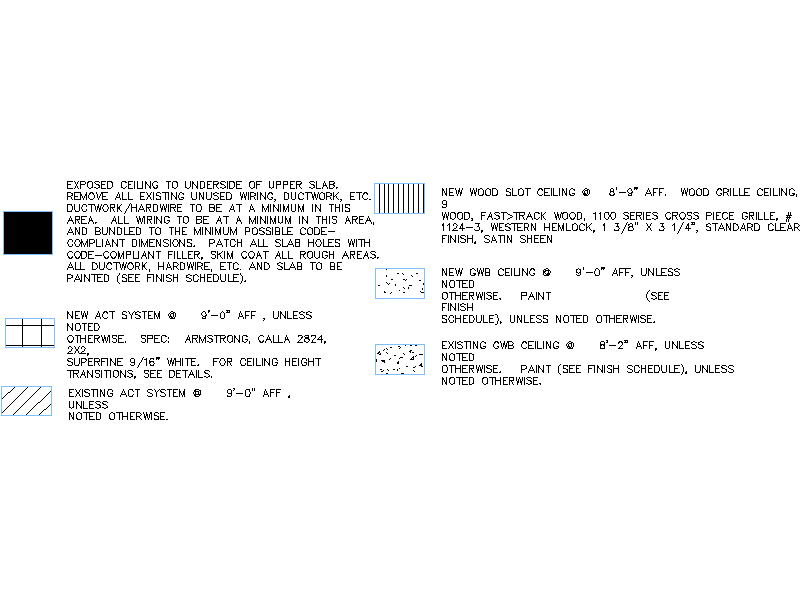 EXPOSED CEILING TO UNDERSIDE OF UPPER SLAB.
REMOVE ALL EXISTING UNUSED WIRING, DUCTWORK, ETC.
DUCTWORK/HARDWIRE TO BE AT A MINIMUM IN THIS
AREA. ALL WIRING TO BE AT A MINIMUM IN THIS AREA,
AND BUNDLED TO THE MINIMUM POSSIBLE CODE-
COMPLIANT DIMENSIONS. PATCH ALL SLAB HOLES WITH
CODE-COMPLIANT FILLER, SKIM COAT ALL ROUGH AREAS.
ALL DUCTWORK, HARDWIRE, ETC. AND SLAB TO BE
PAINTED (SEE FINISH SCHEDULE).
NEW ACT SYSTEM @ 9'-0" AFF , UNLESS
NOTED
OTHERWISE. SPEC: ARMSTRONG, CALLA 2824,
2X2,
SUPERFINE 9/16" WHITE. FOR CEILING HEIGHT
TRANSITIONS, SEE DETAILS.
EXISTING ACT SYSTEM @ 9'-0" AFF ,
UNLESS
NOTED OTHERWISE.
NEW WOOD SLOT CEILING @ 8'-9" AFF. WOOD GRILLE CEILING,
9
WOOD, FAST>TRACK WOOD, 1100 SERIES CROSS PIECE GRILLE, #
1124-3, WESTERN HEMLOCK, 1 3/8" X 3 1/4", STANDARD CLEAR
FINISH, SATIN SHEEN
NEW GWB CEILING @ 9'-0" AFF, UNLESS
NOTED
OTHERWISE. PAINT (SEE
FINISH
SCHEDULE), UNLESS NOTED OTHERWISE.
EXISTING GWB CEILING @ 8'-2" AFF, UNLESS
NOTED
OTHERWISE. PAINT (SEE FINISH SCHEDULE), UNLESS
NOTED OTHERWISE.